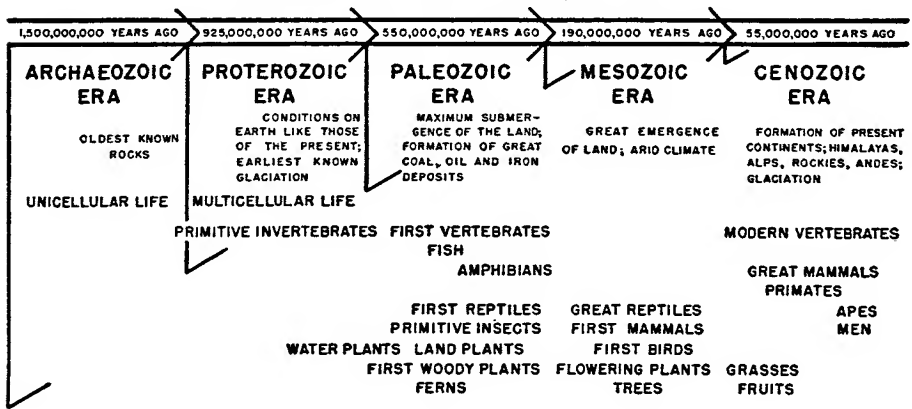 1,500,000,000 YEARS AGO 925,000,000 YEARS AGO 550,000,000 YEARS AGO 190,000,000 YEARS AGO 55,000,000 YEARS AGO
ARCHAEOZOIC ERA
OLDEST KNOWN
ROCKS
PROTEROZOIC ERA
CONDITIONS ON
EARTH LIKE THOSE
OF THE PRESENT;
EARLIEST KNOWN
GLACIATION
PALEOZOIC ERA
MAXIMUM SUBMER-
GENCE OF THE LAND;
FORMATION OF GREAT
COAL, OIL AND IRON
DEPOSITS
MESOZOIC ERA
GREAT EMERGENCE
OF LAND; ARID CLIMATE
CENOZOIC ERA
FORMATION OF PRESENT
CONTINENTS; HIMALAYAS,
ALPS, ROCKIES, ANDES;
GLACIATION
UNICELLULAR LIFE MULTICELLULAR LIFE
PRIMITIVE INVERTEBRATES FIRST VERTEBRATES MODERN VERTEBRATES
FISH
AMPHIBIANS GREAT MAMMALS
PRIMATES
FIRST REPTILES GREAT REPTILES APES
PRIMITIVE INSECTS FIRST MAMMALS MEN
WATER PLANTS LAND PLANTS FIRST BIRDS
FIRST WOODY PLANTS FLOWERING PLANTS GRASSES
FERNS TREES FRUITS